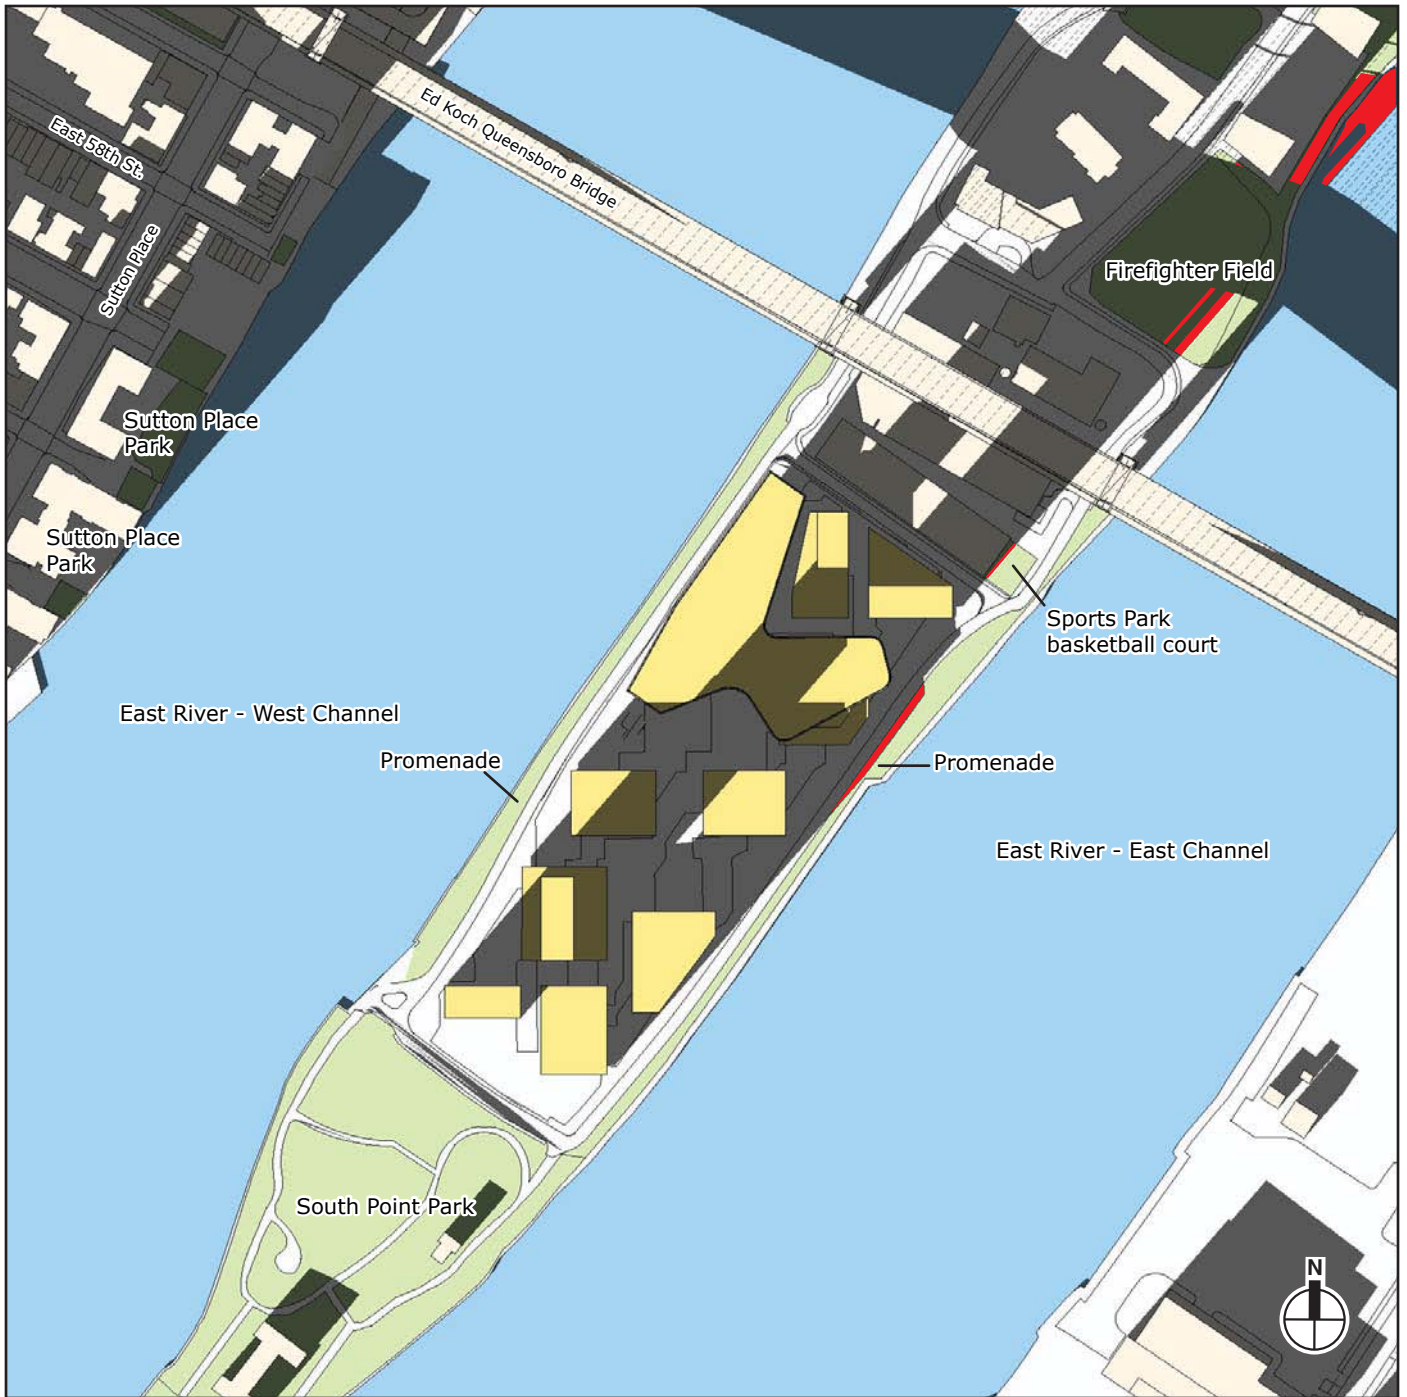 Ed Koch Queensboro Bridge
East 58th St.
Sutton Place
Firefighter Field
Sutton Place
Park
Sutton Place
Park
Sports Park
basketball court
East River - West Channel
Promenade
Promenade
East River - East Channel
South Point Park
N